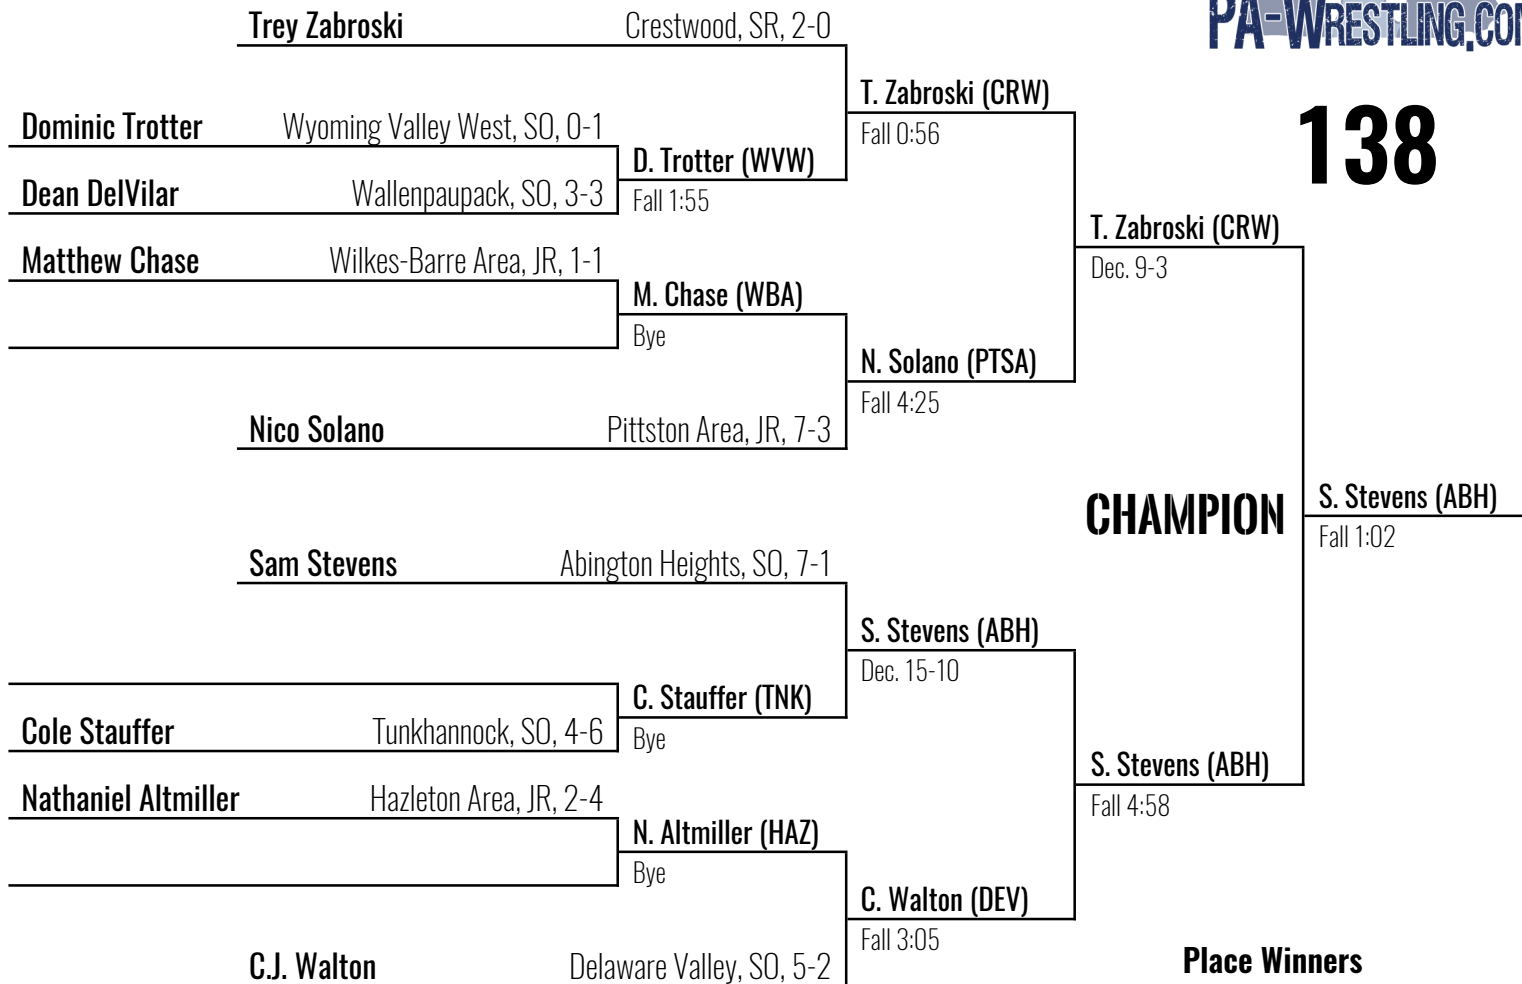 Trey Zabroski Crestwood, SR, 2-0
PA-WRESTLING.COM
T. Zabroski (CRW)
Fall 0:56
138
Dominic Trotter Wyoming Valley West, SO, 0-1
D. Trotter (WVW)
Fall 1:55
Dean DelVilar Wallenpaupack, SO, 3-3
T. Zabroski (CRW)
Dec. 9-3
Matthew Chase Wilkes-Barre Area, JR, 1-1
M. Chase (WBA)
Bye
N. Solano (PTSA)
Fall 4:25
Nico Solano Pittston Area, JR, 7-3
CHAMPION
S. Stevens (ABH)
Fall 1:02
Sam Stevens Abington Heights, SO, 7-1
S. Stevens (ABH)
Dec. 15-10
C. Stauffer (TNK)
Bye
Cole Stauffer Tunkhannock, SO, 4-6
S. Stevens (ABH)
Fall 4:58
Nathaniel Altmiller Hazleton Area, JR, 2-4
N. Altmiller (HAZ)
Bye
C. Walton (DEV)
Fall 3:05
C.J. Walton Delaware Valley, SO, 5-2
Place Winners